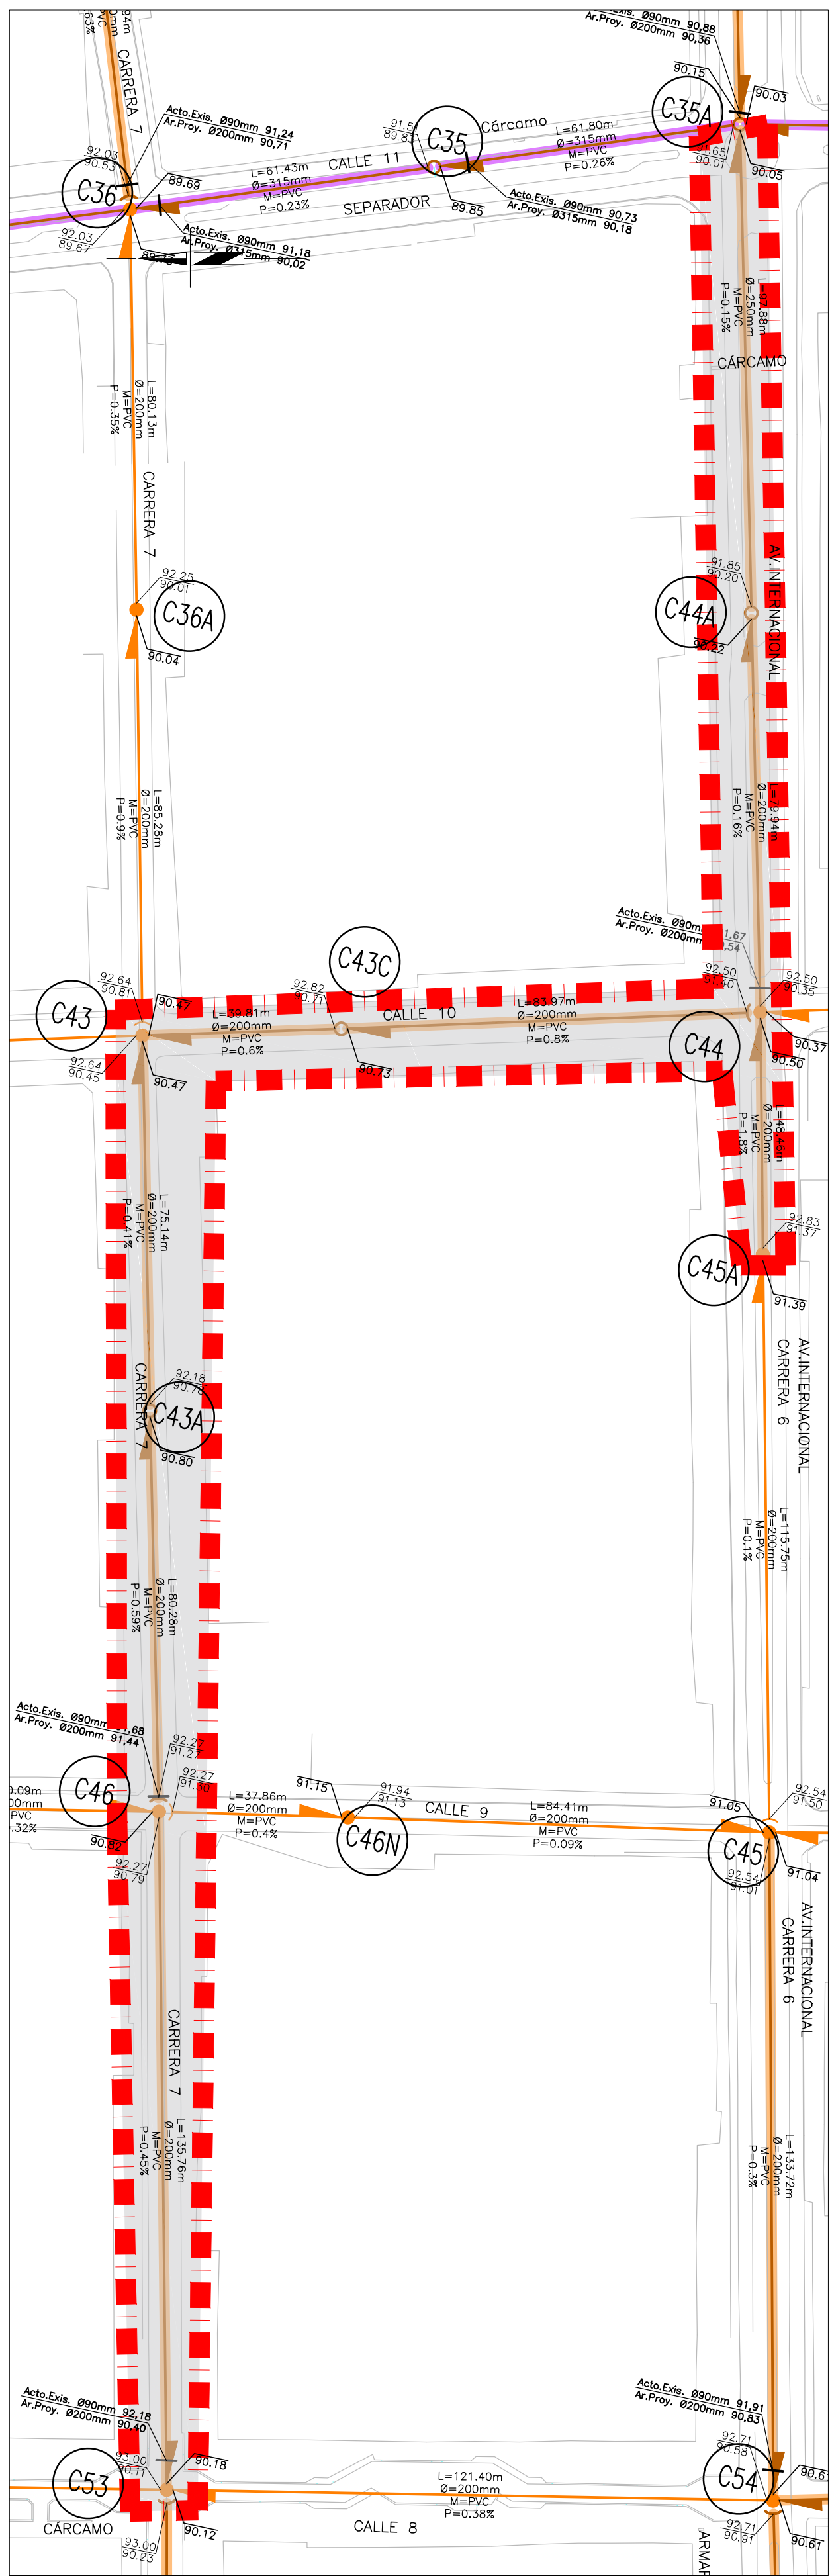 CARRERA 7
Acto.Exis. Ø90mm 91,24
Ar.Proy. Ø200mm 90,71
92.03
90.53
C36
89.69
L=61.43m
Ø=315mm
M=PVC
P=0.23%
CALLE 11
Acto.Exis. Ø90mm 91,18
Ar.Proy. Ø315mm 90,02
92.03
89.67
SEPARADOR
C35
Cárcamo
89.85
Acto.Exis. Ø90mm 90,73
Ar.Proy. Ø315mm 90,18
L=61.80m
Ø=315mm
M=PVC
P=0.26%
90,88
Ar.Proy. Ø200mm 90,36
90.15
C35A
90.03
90.01
90.05
L=97.88m
Ø=250mm
M=PVC
P=0.15%
CÁRCAMO
L=80.13m
Ø=200mm
M=PVC
P=0.35%
CARRERA 7
92.25
90.01
C36A
90.04
91.85
90.20
C44A
90.22
AV.INTERNACIONAL
L=85.28m
Ø=200mm
M=PVC
P=0.9%
L=79.94m
Ø=200mm
M=PVC
P=0.16%
92.64
90.81
C43
90.47
92.64
90.45
90.47
L=39.81m
Ø=200mm
M=PVC
P=0.6%
C43C
92.82
90.71
90.73
CALLE 10
L=83.97m
Ø=200mm
M=PVC
P=0.8%
92.50
91.40
92.50
90.35
C44
90.37
90.50
L=48.46m
Ø=200mm
M=PVC
P=1.8%
92.83
91.37
C45A
91.39
L=75.14m
Ø=200mm
M=PVC
P=0.41%
CARRERA 7
92.18
C43A
90.80
AV.INTERNACIONAL
CARRERA 6
L=115.75m
Ø=200mm
M=PVC
P=0.1%
L=80.28m
Ø=200mm
M=PVC
P=0.59%
Ar.Proy. Ø200mm 91,44
92.27
91.27
92.27
91.30
C46
90.82
92.27
90.79
L=37.86m
Ø=200mm
M=PVC
P=0.4%
91.15
91.94
91.13
C46N
CALLE 9
L=84.41m
Ø=200mm
M=PVC
P=0.09%
91.05
92.54
91.50
C45
92.54
91.01
91.04
AV.INTERNACIONAL
CARRERA 6
CARRERA 7
L=135.76m
Ø=200mm
M=PVC
P=0.45%
L=133.72m
Ø=200mm
M=PVC
P=0.3%
Acto.Exis. Ø90mm 92,18
Ar.Proy. Ø200mm 90,40
93.00
90.11
C53
90.18
90.12
CÁRCAMO
93.00
90.23
L=121.40m
Ø=200mm
M=PVC
P=0.38%
CALLE 8
Acto.Exis. Ø90mm 91,91
Ar.Proy. Ø200mm 90,83
92.71
90.58
C54
92.71
90.91
90.61